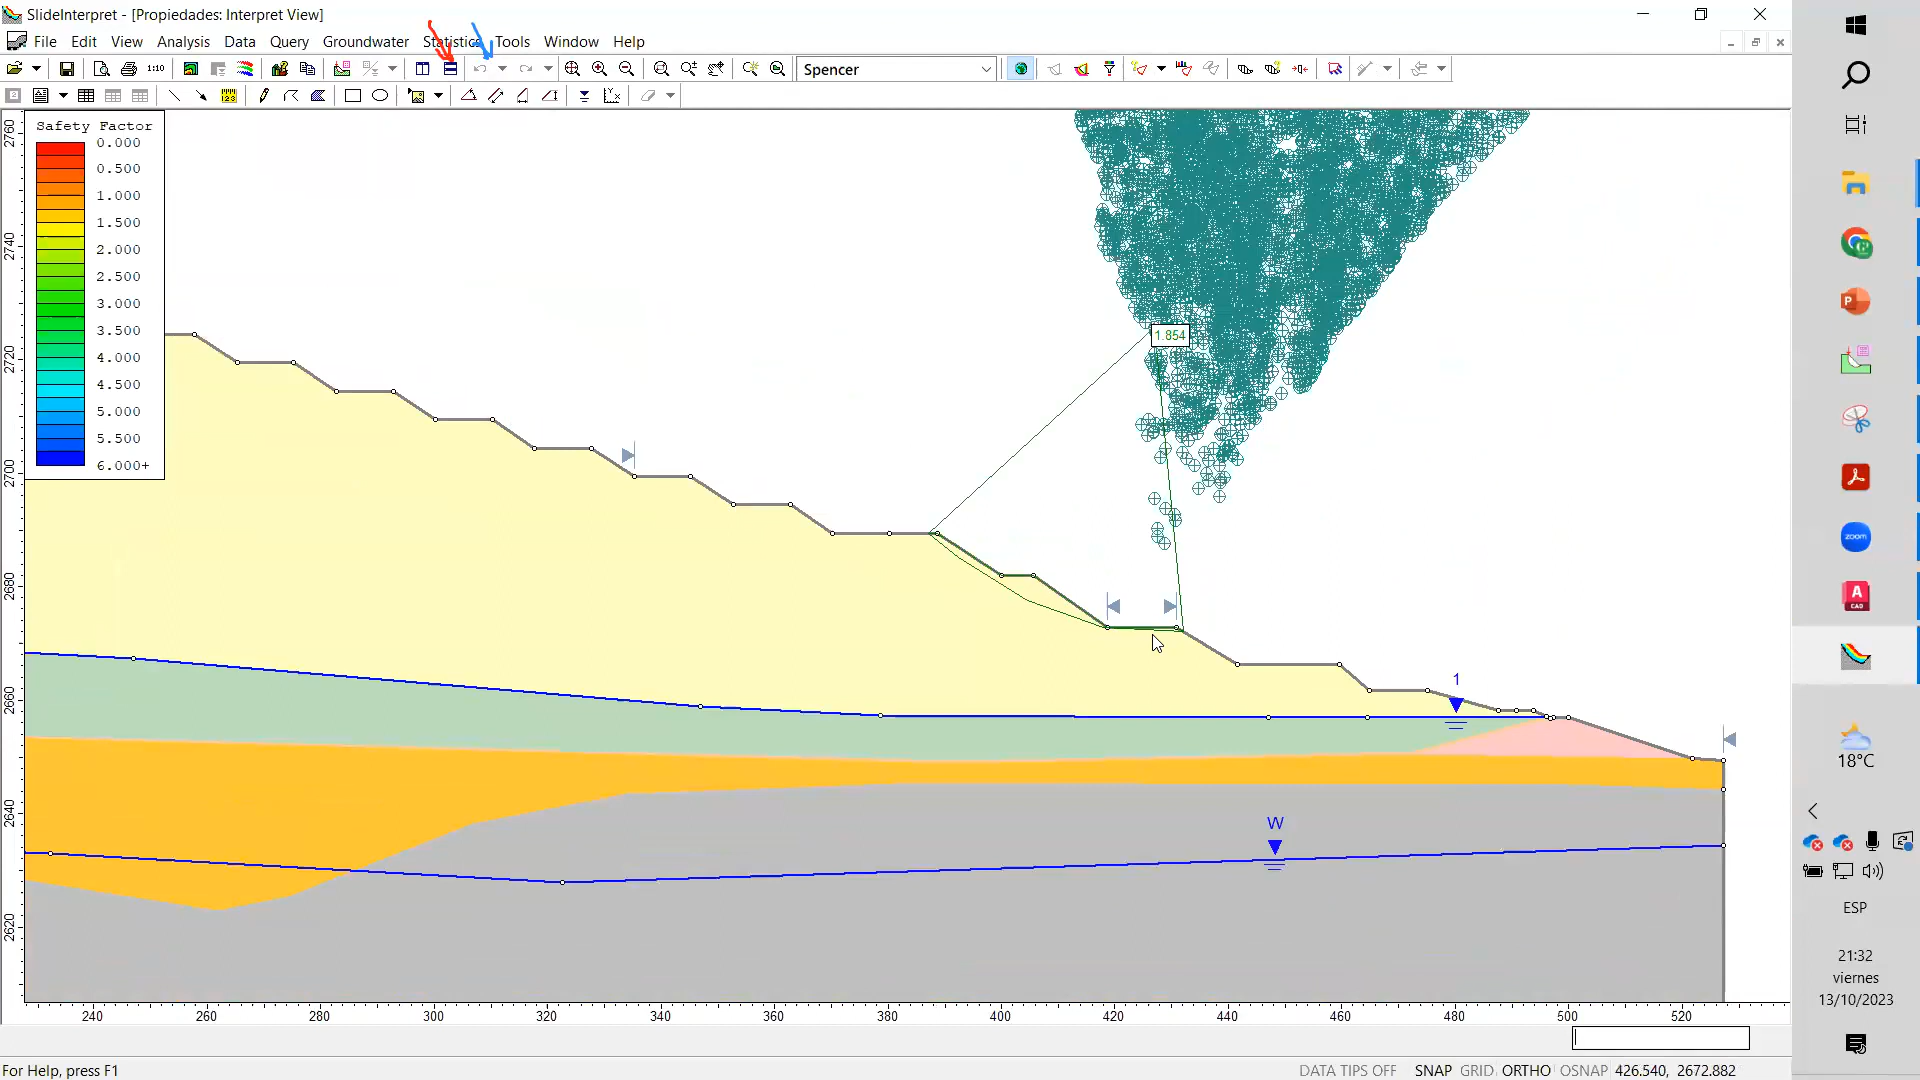 SlideInterpret - [Propiedades: Interpret View]
File Edit View Analysis Data Query Groundwater Statistics Tools Window Help
1:10
Spencer
Safety Factor
0.000
0.500
1.000
1.500
2.000
2.500
3.000
3.500
4.000
4.500
5.000
5.500
6.000+
2760
2740
2720
2700
2680
2660
2640
2620
1.854
1
W
240 260 280 300 320 340 360 380 400 420 440 460 480 500 520
For Help, press F1
DATA TIPS OFF SNAP GRID ORTHO OSNAP 426.540, 2672.882
zoom
CAD
18°C
ESP
21:32
viernes
13/10/2023